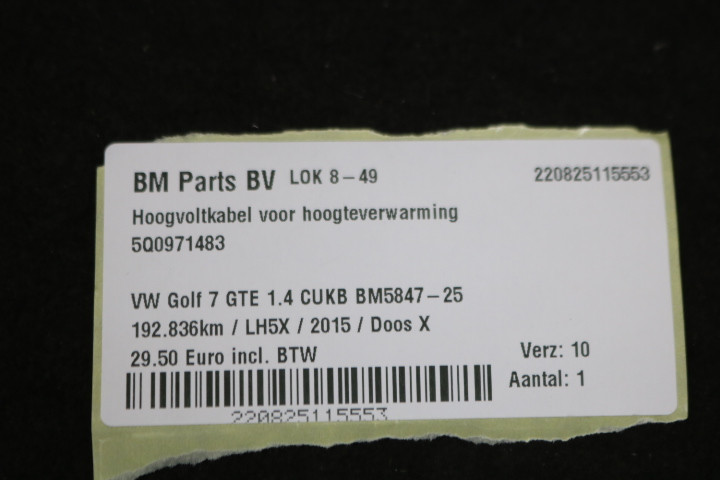 BM Parts BV LOK 8-49 220825115553
Hoogvoltkabel voor hoogteverwarming
5Q0971483
VW Golf 7 GTE 1.4 CUKB BM5847-25
192.836km / LH5X / 2015 / Doos X
29.50 Euro incl. BTW Verz: 10
Aantal: 1
220825115553